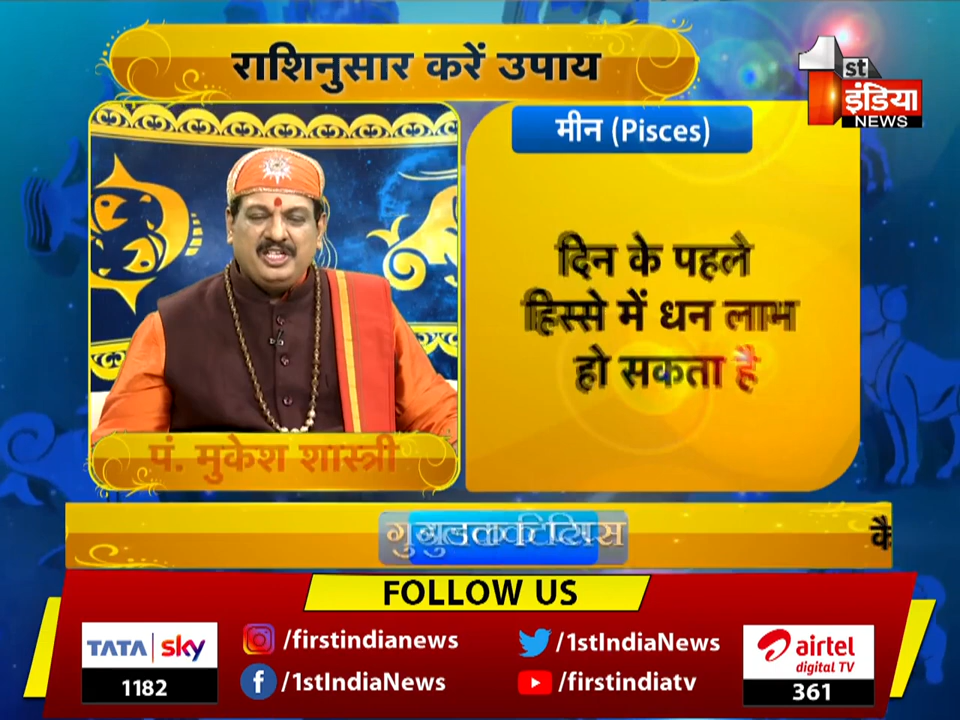 राशिनुसार करें उपाय
1st
इंडिया
NEWS
मीन (Pisces)
दिन के पहले
हिस्से में धन लाभ
हो सकता है
पं. मुकेश शास्त्री
कै
FOLLOW US
TATA sky
1182
/firstindianews
/1stIndiaNews
/1stIndiaNews
/firstindiatv
airtel
digital TV
361